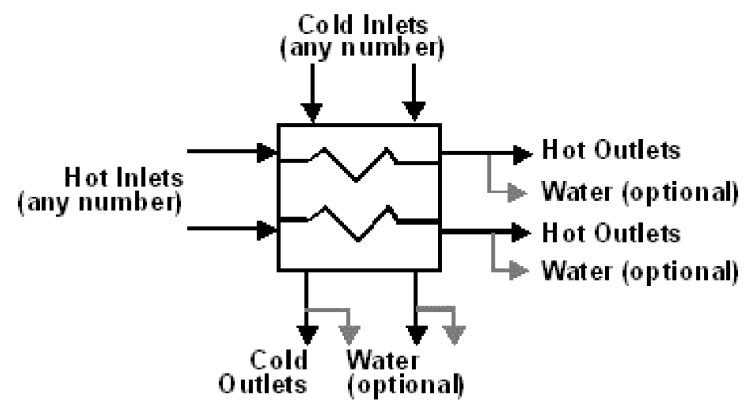 Cold Inlets
(any number)
Hot Inlets
(any number)
Hot Outlets
Water (optional)
Hot Outlets
Water (optional)
Cold
Outlets
Water
(optional)